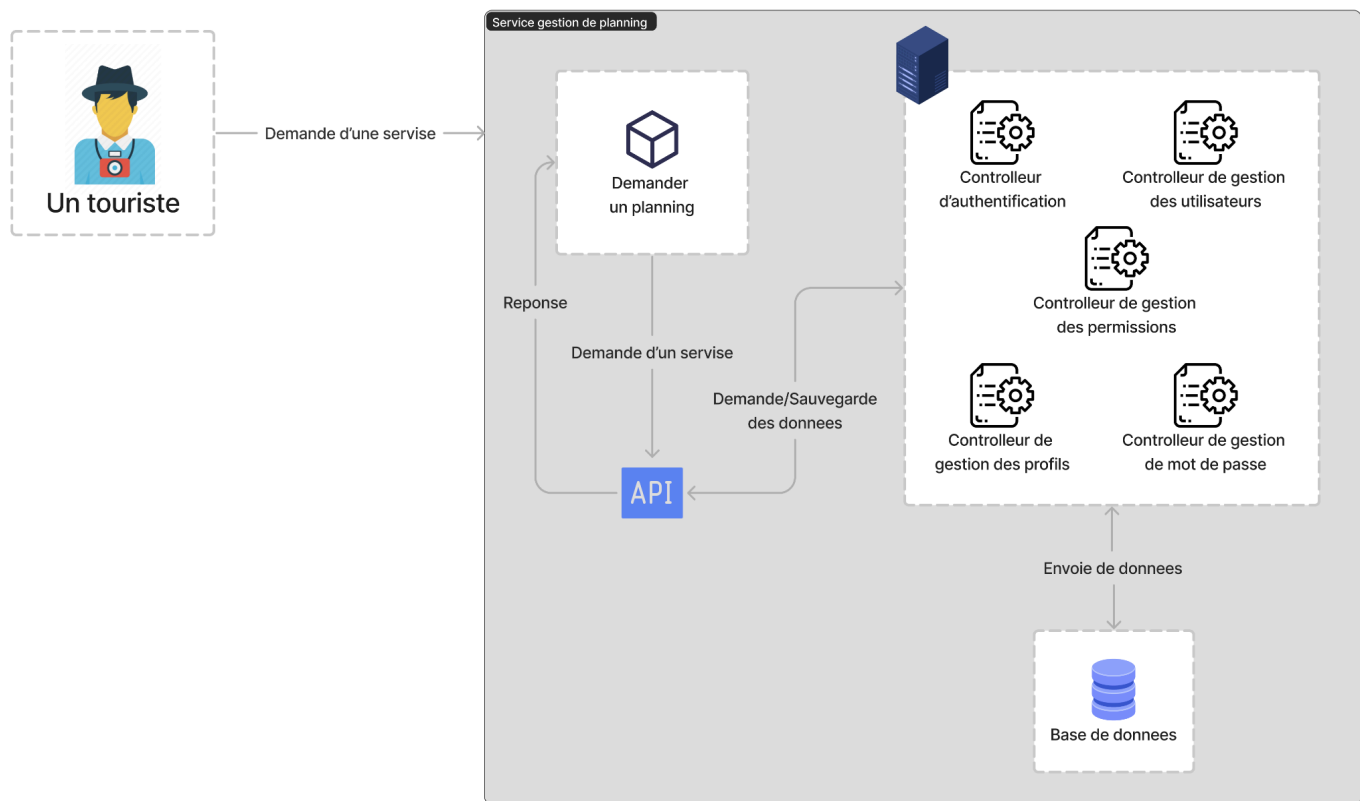 Service gestion de planning
Un touriste
Demande d'une servise
Demander
un planning
Reponse
Demande d'un servise
API
Demande/Sauvegarde
des donnees
Controlleur
d'authentification
Controlleur de gestion
des utilisateurs
Controlleur de gestion
des permissions
Controlleur de
gestion des profils
Controlleur de gestion
de mot de passe
Envoie de donnees
Base de donnees